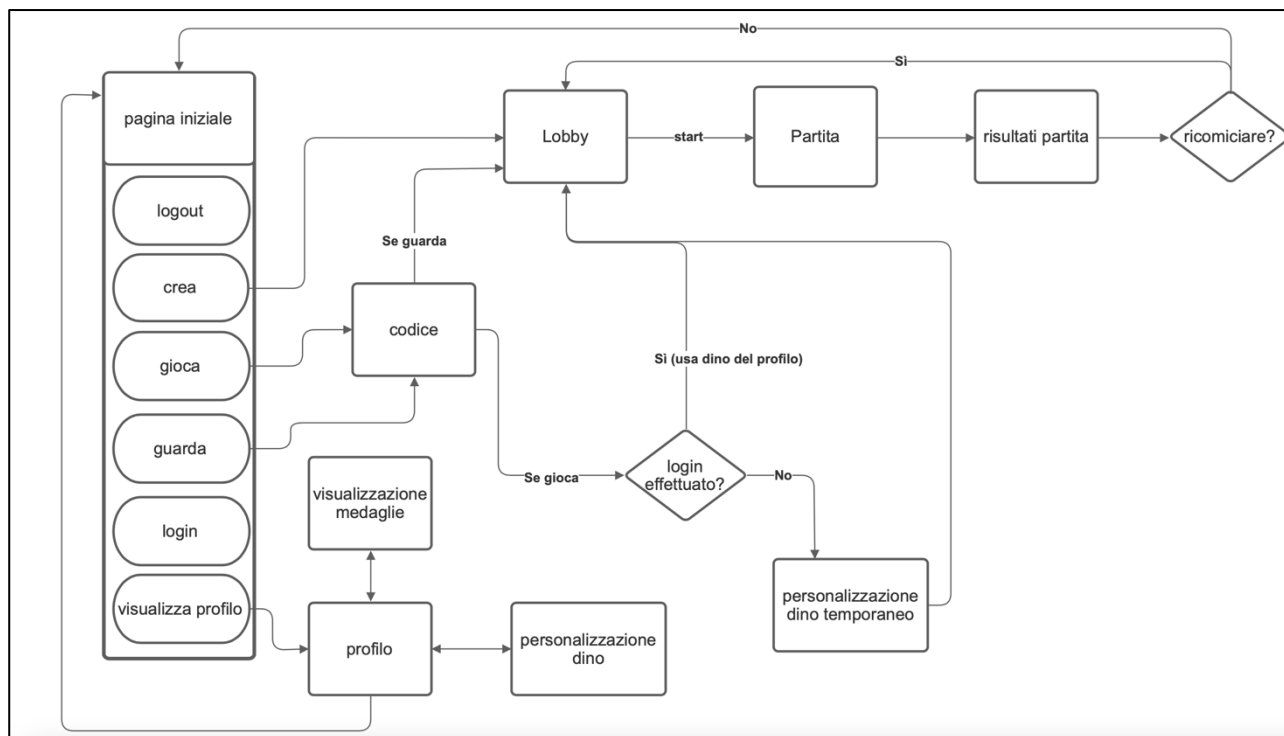 No
Sì
pagina iniziale
Lobby
start
Partita
risultati partita
ricomiciare?
logout
Se guarda
crea
codice
gioca
Sì (usa dino del profilo)
guarda
login
effettuato?
Se gioca
No
visualizzazione
medaglie
login
visualizza profilo
personalizzazione
dino temporaneo
profilo
personalizzazione
dino